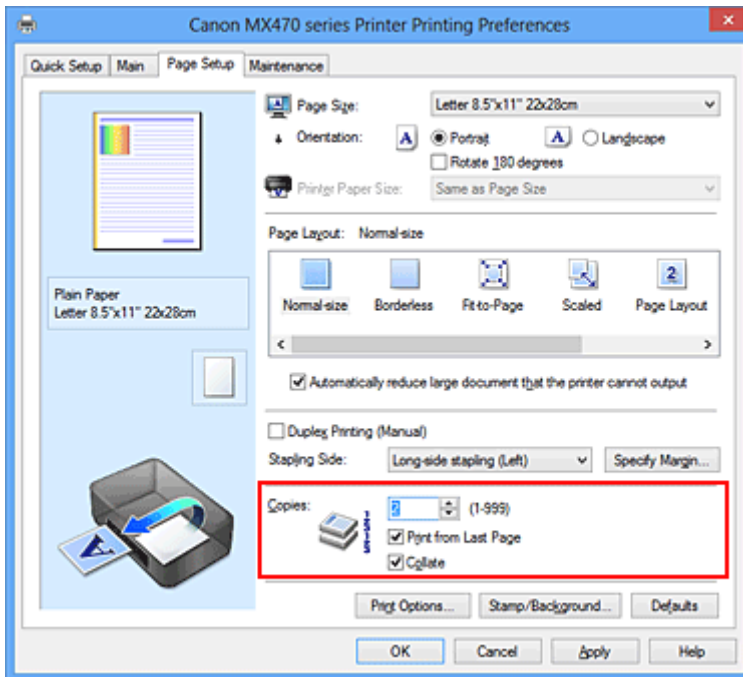 Canon MX470 series Printer Printing Preferences
Quick Setup Main Page Setup Maintenance
Page Size: Letter 8.5"x11" 22x28cm
Orientation: A Portrait A Landscape
Rotate 180 degrees
Printer Paper Size: Same as Page Size
Page Layout: Normal-size
2
Normal-size Borderless Fit-to-Page Scaled Page Layout
Plain Paper
Letter 8.5"x11" 22x28cm
Automatically reduce large document that the printer cannot output
Duplex Printing (Manual)
Stapling Side: Long-side stapling (Left) Specify Margin...
Copies: 2 (1-999)
Print from Last Page
Collate
A
Print Options... Stamp/Background... Defaults
OK Cancel Apply Help